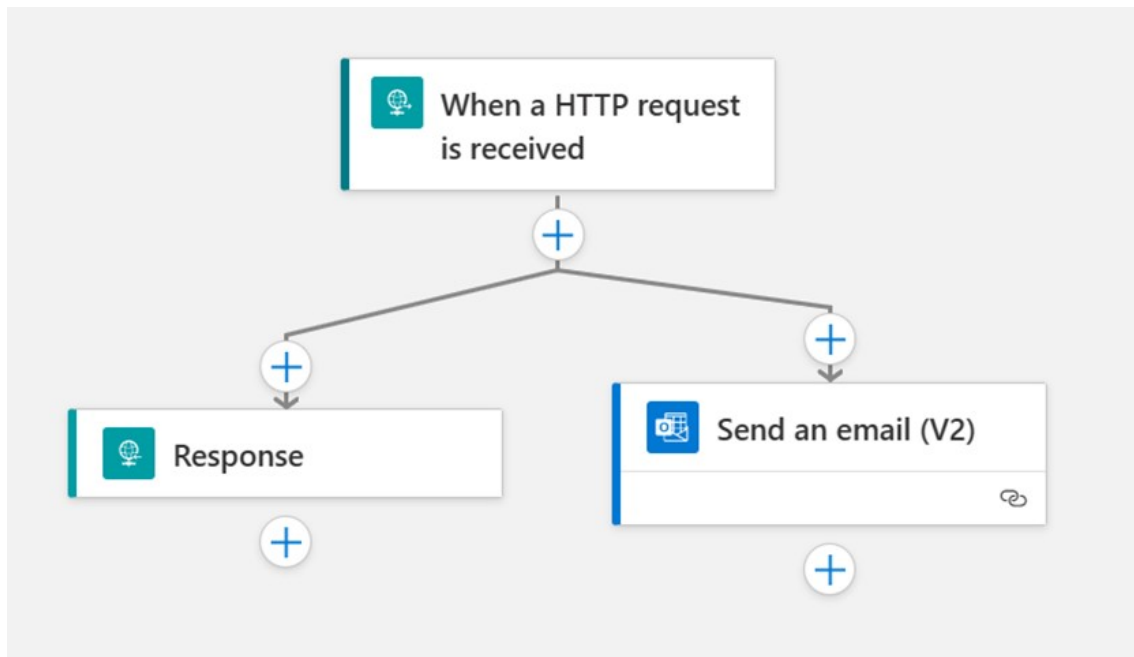 When a HTTP request
is received
Response
Send an email (V2)